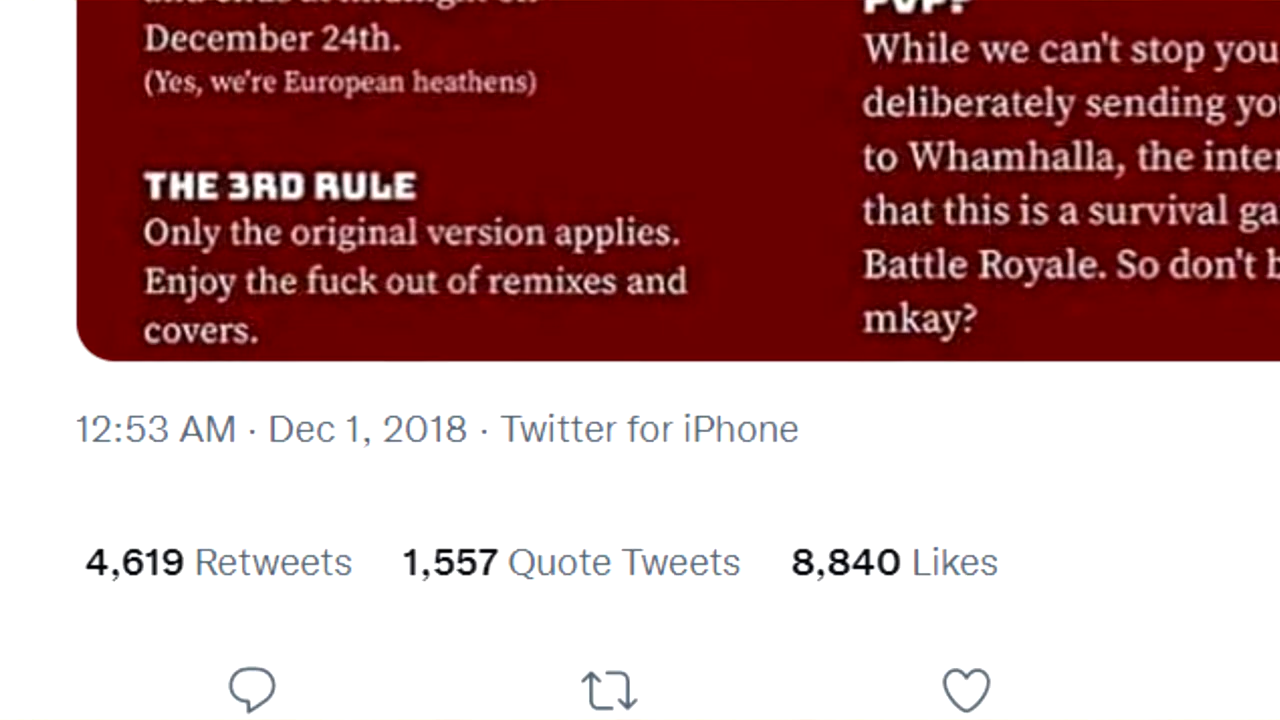 December 24th.
(Yes, we're European heathens)
THE 3RD RULE
Only the original version applies.
Enjoy the fuck out of remixes and
covers.
PVP?
While we can't stop you
deliberately sending
to Whamhalla, the
that this is a survival
Battle Royale. So don't
mkay?
12:53 AM · Dec 1, 2018 · Twitter for iPhone
4,619 Retweets 1,557 Quote Tweets 8,840 Likes